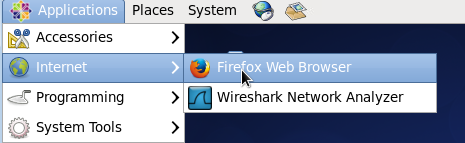 Applications Places System
Accessories
Internet
Firefox Web Browser
Programming
Wireshark Network Analyzer
System Tools